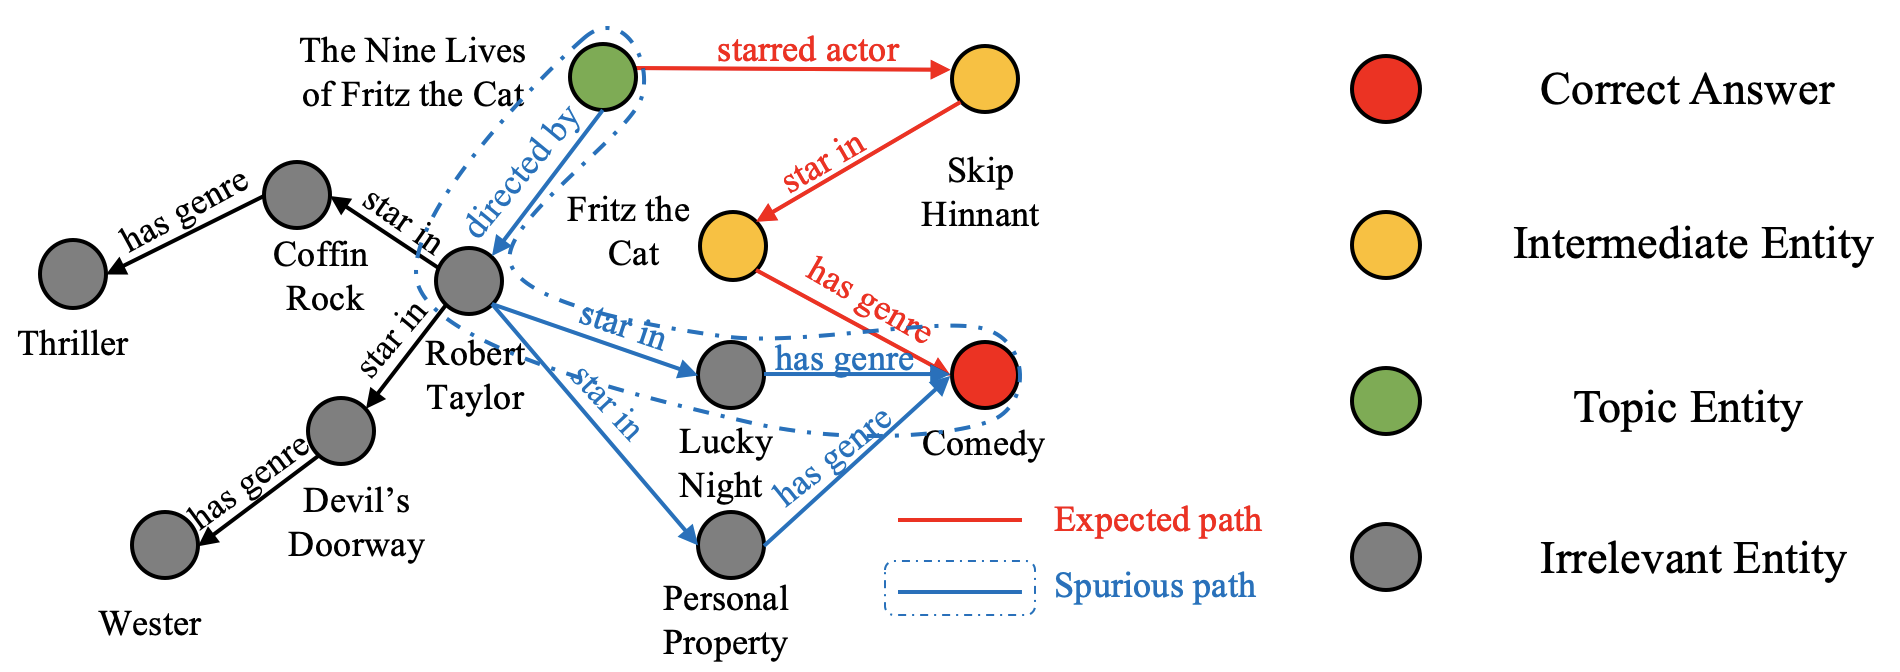 The Nine Lives
of Fritz the Cat
starred actor
Skip
Hinnant
star in
directed by
Fritz the
Cat
has genre
has genre
star in
Coffin
Rock
Thriller
star in
Robert
Taylor
star in
has genre
Comedy
Lucky
Night
star in
has genre
Personal
Property
Devil's
Doorway
has genre
Wester
Expected path
Spurious path
Correct Answer
Intermediate Entity
Topic Entity
Irrelevant Entity